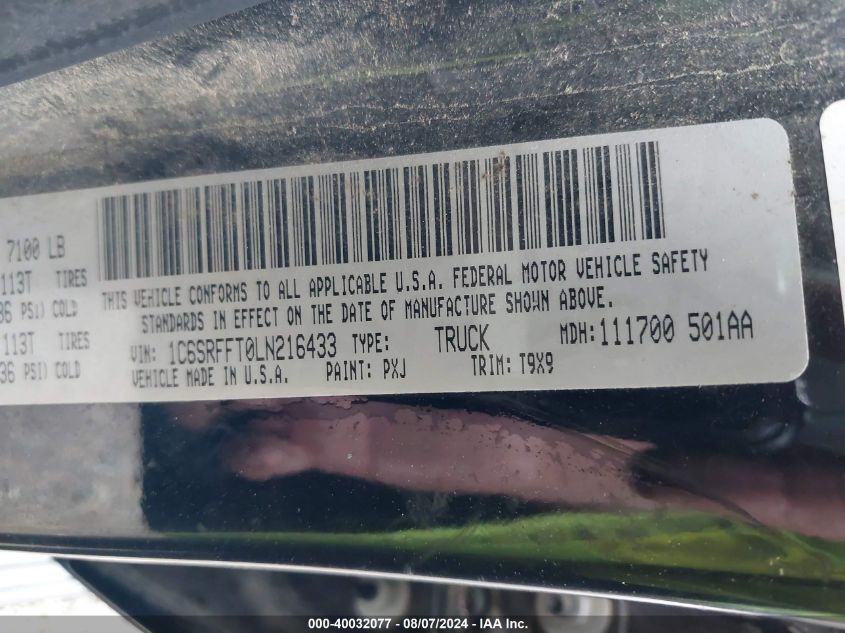 7100 LB
113T TIRES
36 PSI) COLD
113T TIRES
36 PSI) COLD
THIS VEHICLE CONFORMS TO ALL APPLICABLE U.S.A. FEDERAL MOTOR VEHICLE SAFETY
STANDARDS IN EFFECT ON THE DATE OF MANUFACTURE SHOWN ABOVE.
VIN: 1C6SRFFT0LN216433 TYPE: TRUCK MDH: 111700 501AA
VEHICLE MADE IN U.S.A. PAINT: PXJ TRIM: T9X9
000-40032077 - 08/07/2024 - IAA Inc.